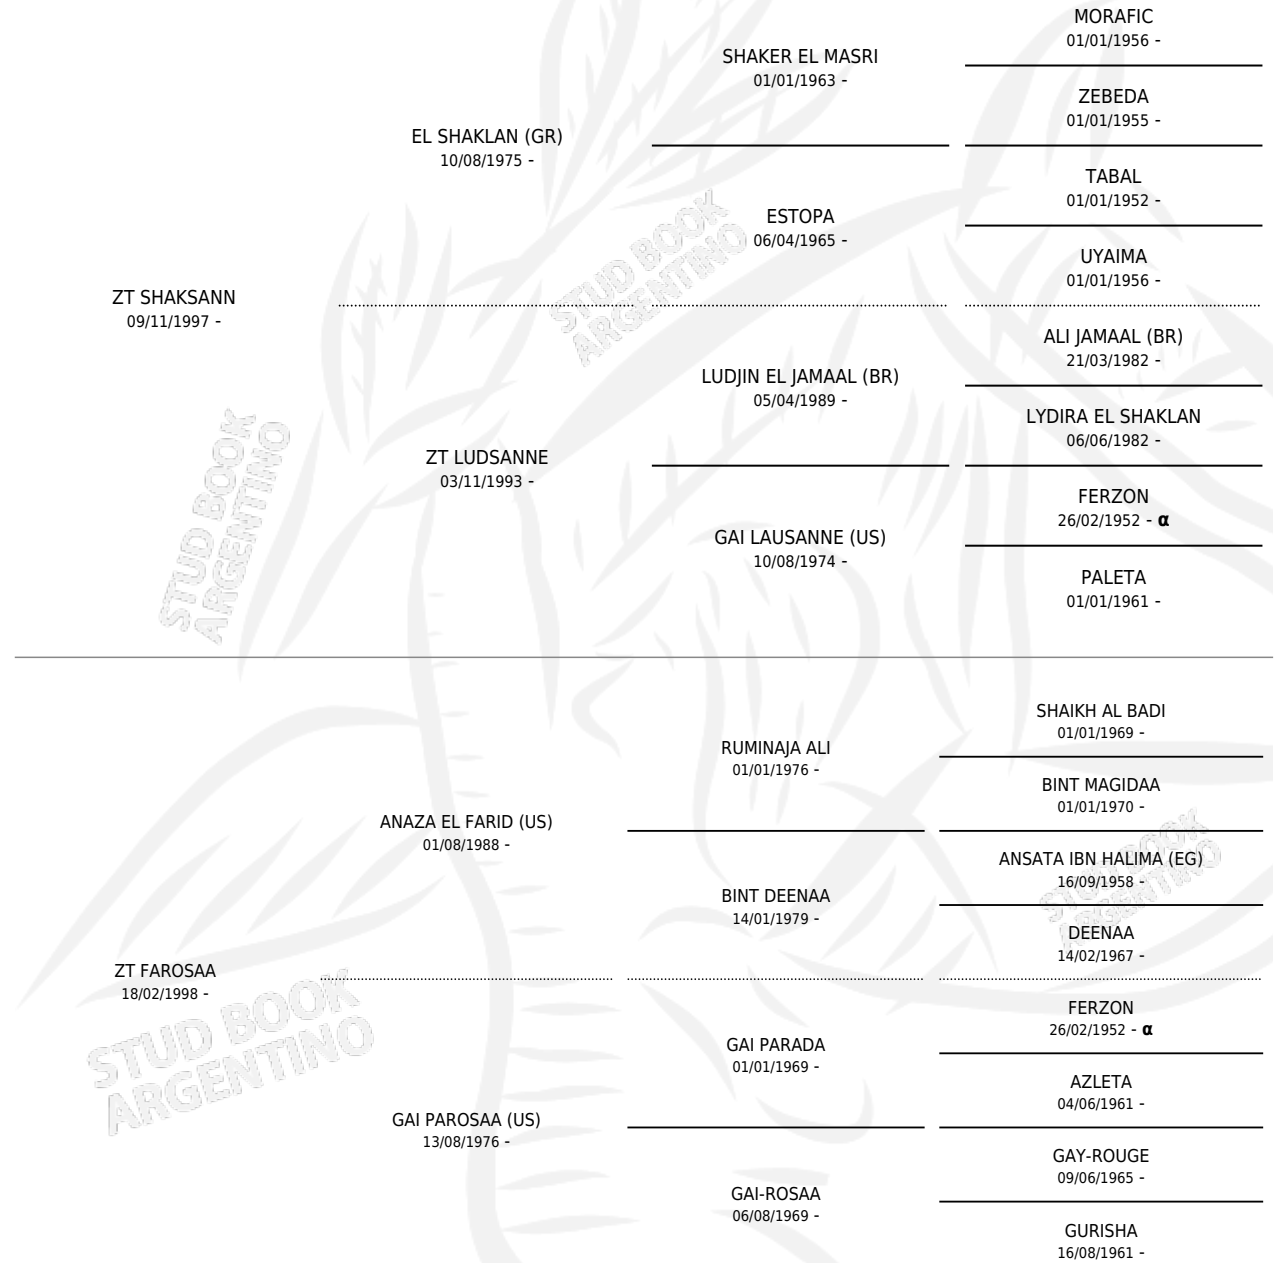 MORAFIC
01/01/1956 -
SHAKER EL MASRI
01/01/1963 -
ZEBEDA
01/01/1955 -
EL SHAKLAN (GR)
10/08/1975 -
TABAL
01/01/1952 -
ESTOPA
06/04/1965 -
UYAIMA
01/01/1956 -
STUD BOOK
ARGENTINO
ZT SHAKSANN
09/11/1997 -
ALI JAMAAL (BR)
21/03/1982 -
LUDJIN EL JAMAAL (BR)
05/04/1989 -
LYDIRA EL SHAKLAN
06/06/1982 -
ZT LUDSANNE
03/11/1993 -
FERZON
26/02/1952 - α
GAI LAUSANNE (US)
10/08/1974 -
PALETA
01/01/1961 -
STUD BOOK
ARGENTINO
SHAIKH AL BADI
01/01/1969 -
RUMINAJA ALI
01/01/1976 -
BINT MAGIDAA
01/01/1970 -
ANAZA EL FARID (US)
01/08/1988 -
ANSATA IBN HALIMA (EG)
16/09/1958 -
STUD BOOK
ARGENTINO
BINT DEENAA
14/01/1979 -
DEENAA
14/02/1967 -
ZT FAROSAA
18/02/1998 -
STUD BOOK
ARGENTINO
FERZON
26/02/1952 - α
GAI PARADA
01/01/1969 -
AZLETA
04/06/1961 -
GAI PAROSAA (US)
13/08/1976 -
GAY-ROUGE
09/06/1965 -
GAI-ROSAA
06/08/1969 -
GURISHA
16/08/1961 -